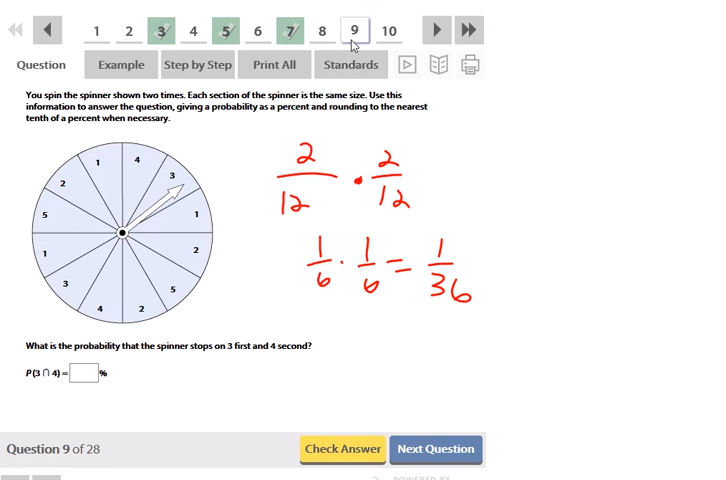 1 2 3 4 5 6 7 8 9 10
Question Example Step by Step Print All Standards
You spin the spinner shown two times. Each section of the spinner is the same size. Use this
information to answer the question, giving a probability as a percent and rounding to the nearest
tenth of a percent when necessary.
4
3
1
2
5
2
4
3
1
5
2
1
2/12 · 2/12
1/6 · 1/6 = 1/36
What is the probability that the spinner stops on 3 first and 4 second?
P(3 ∩ 4) = %
Question 9 of 28
Check Answer Next Question
POWERED BY